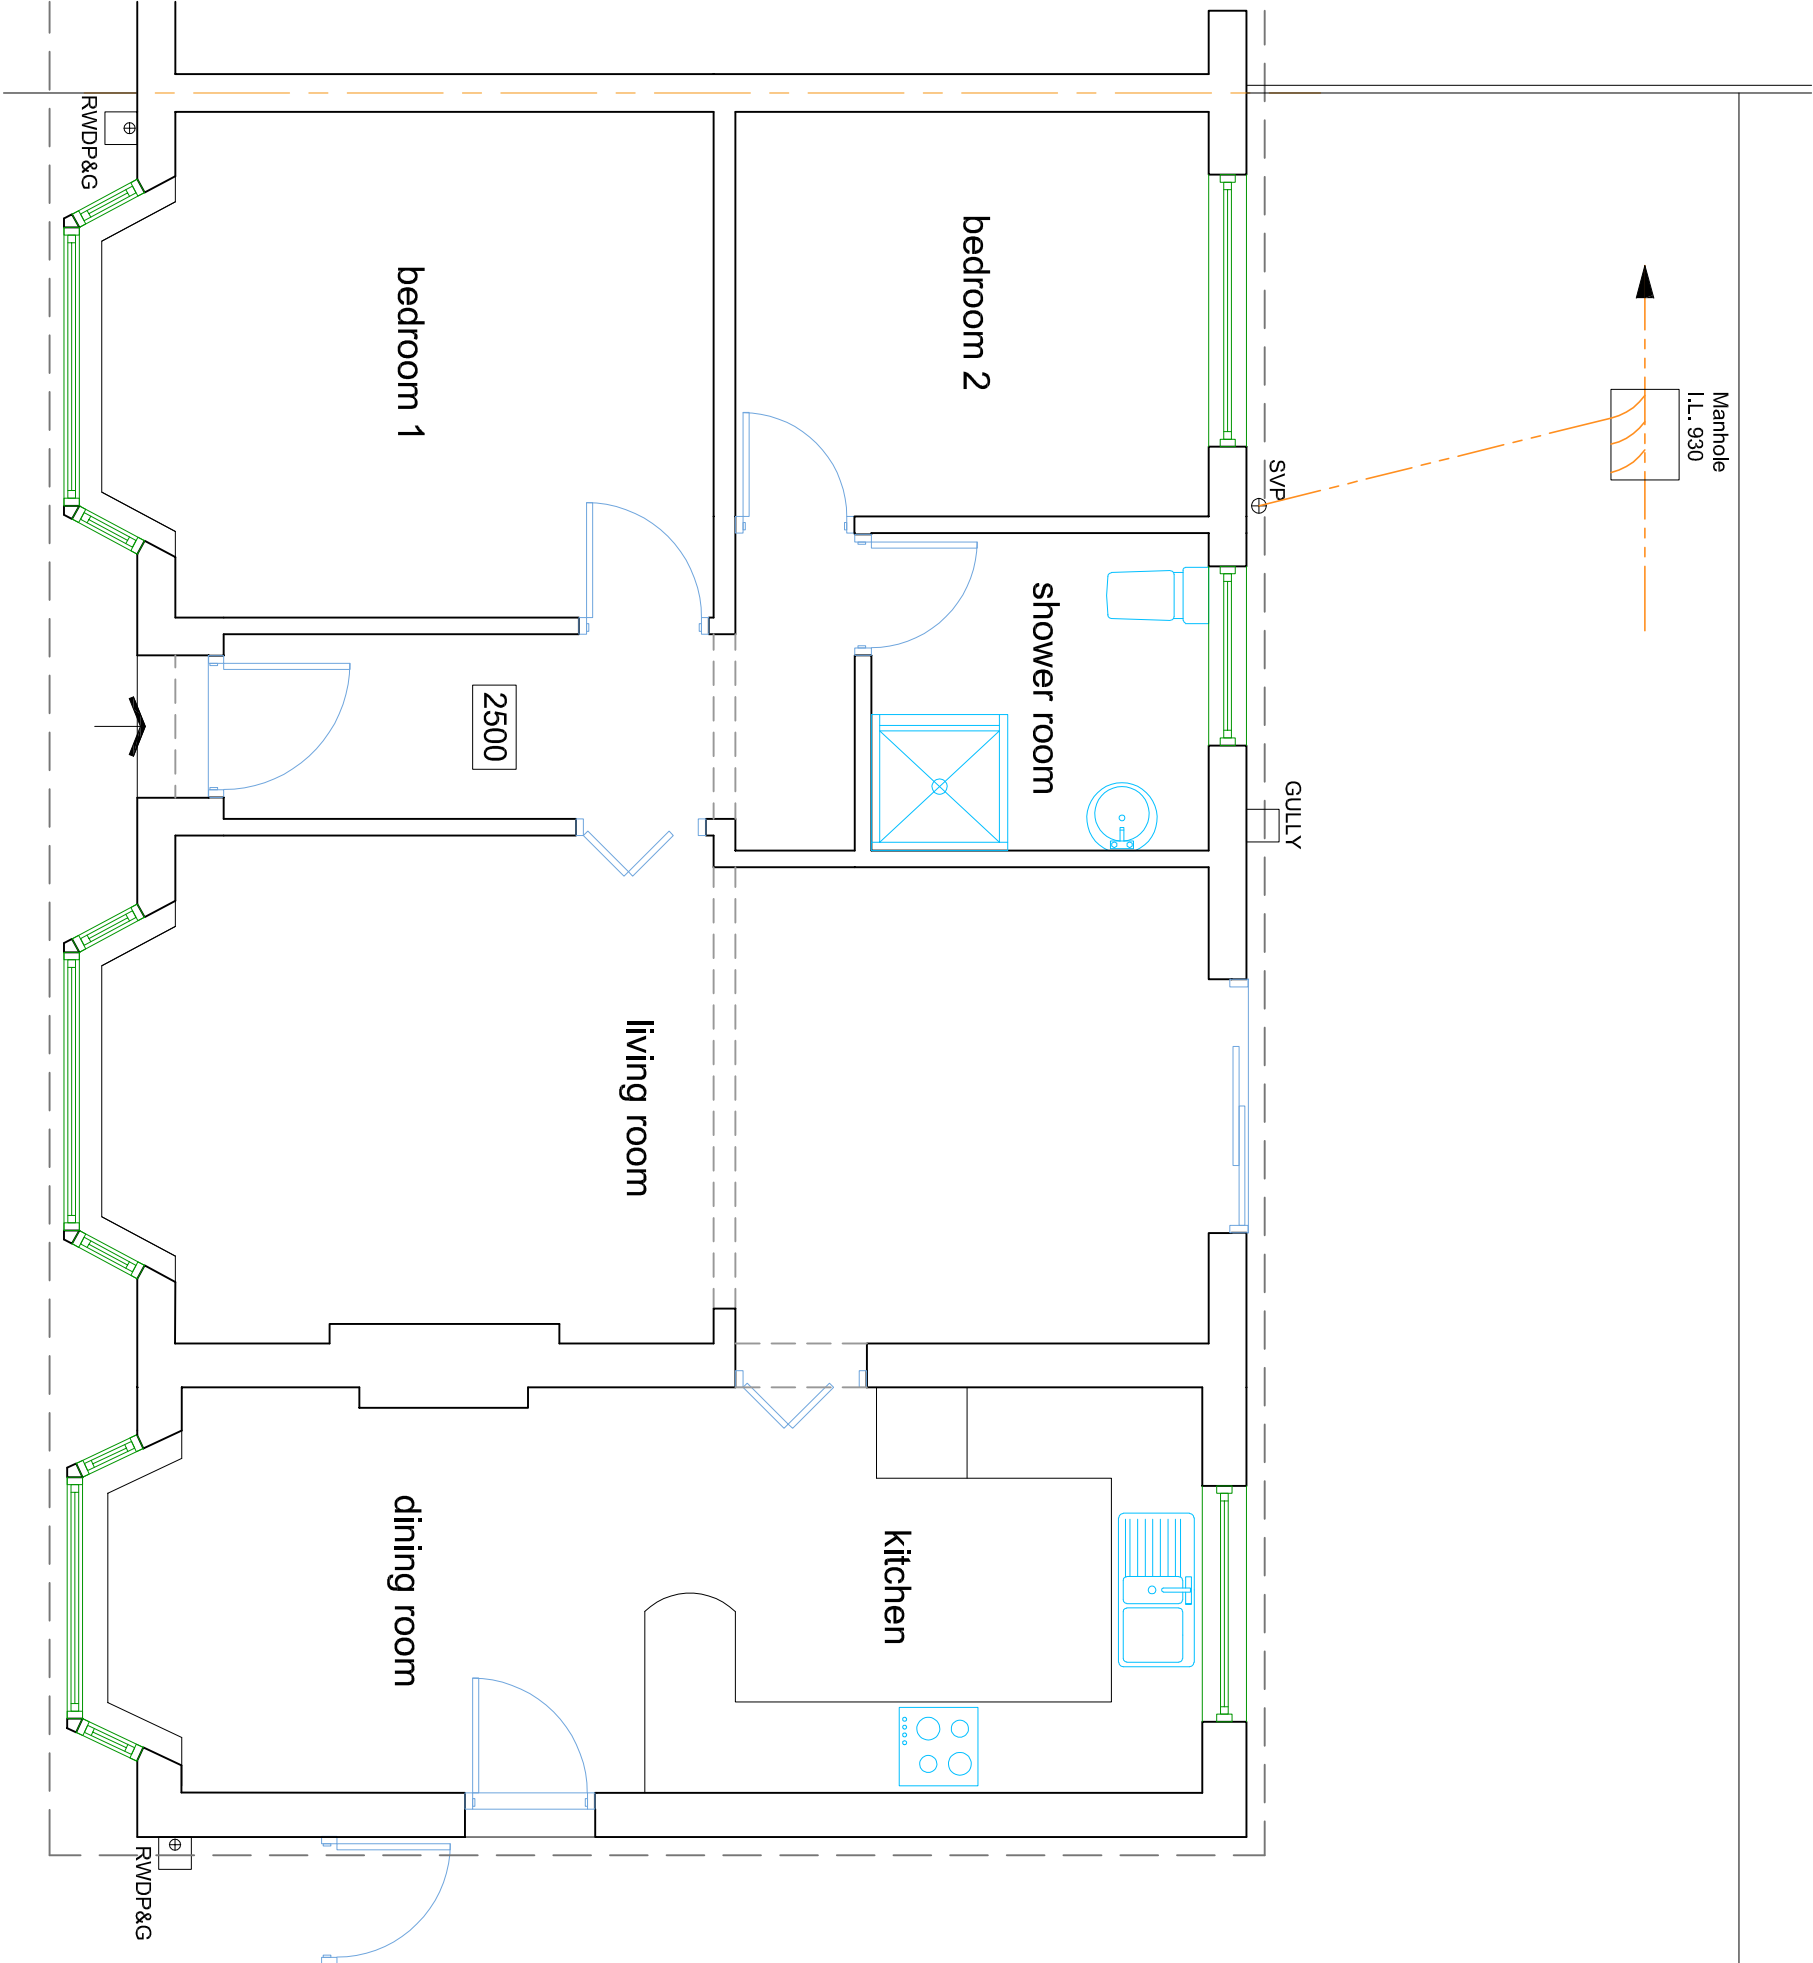 Manhole
I.L. 930
SVP
GULLY
bedroom 2
shower room
bedroom 1
2500
living room
kitchen
dining room
RWDP&G
RWDP&G